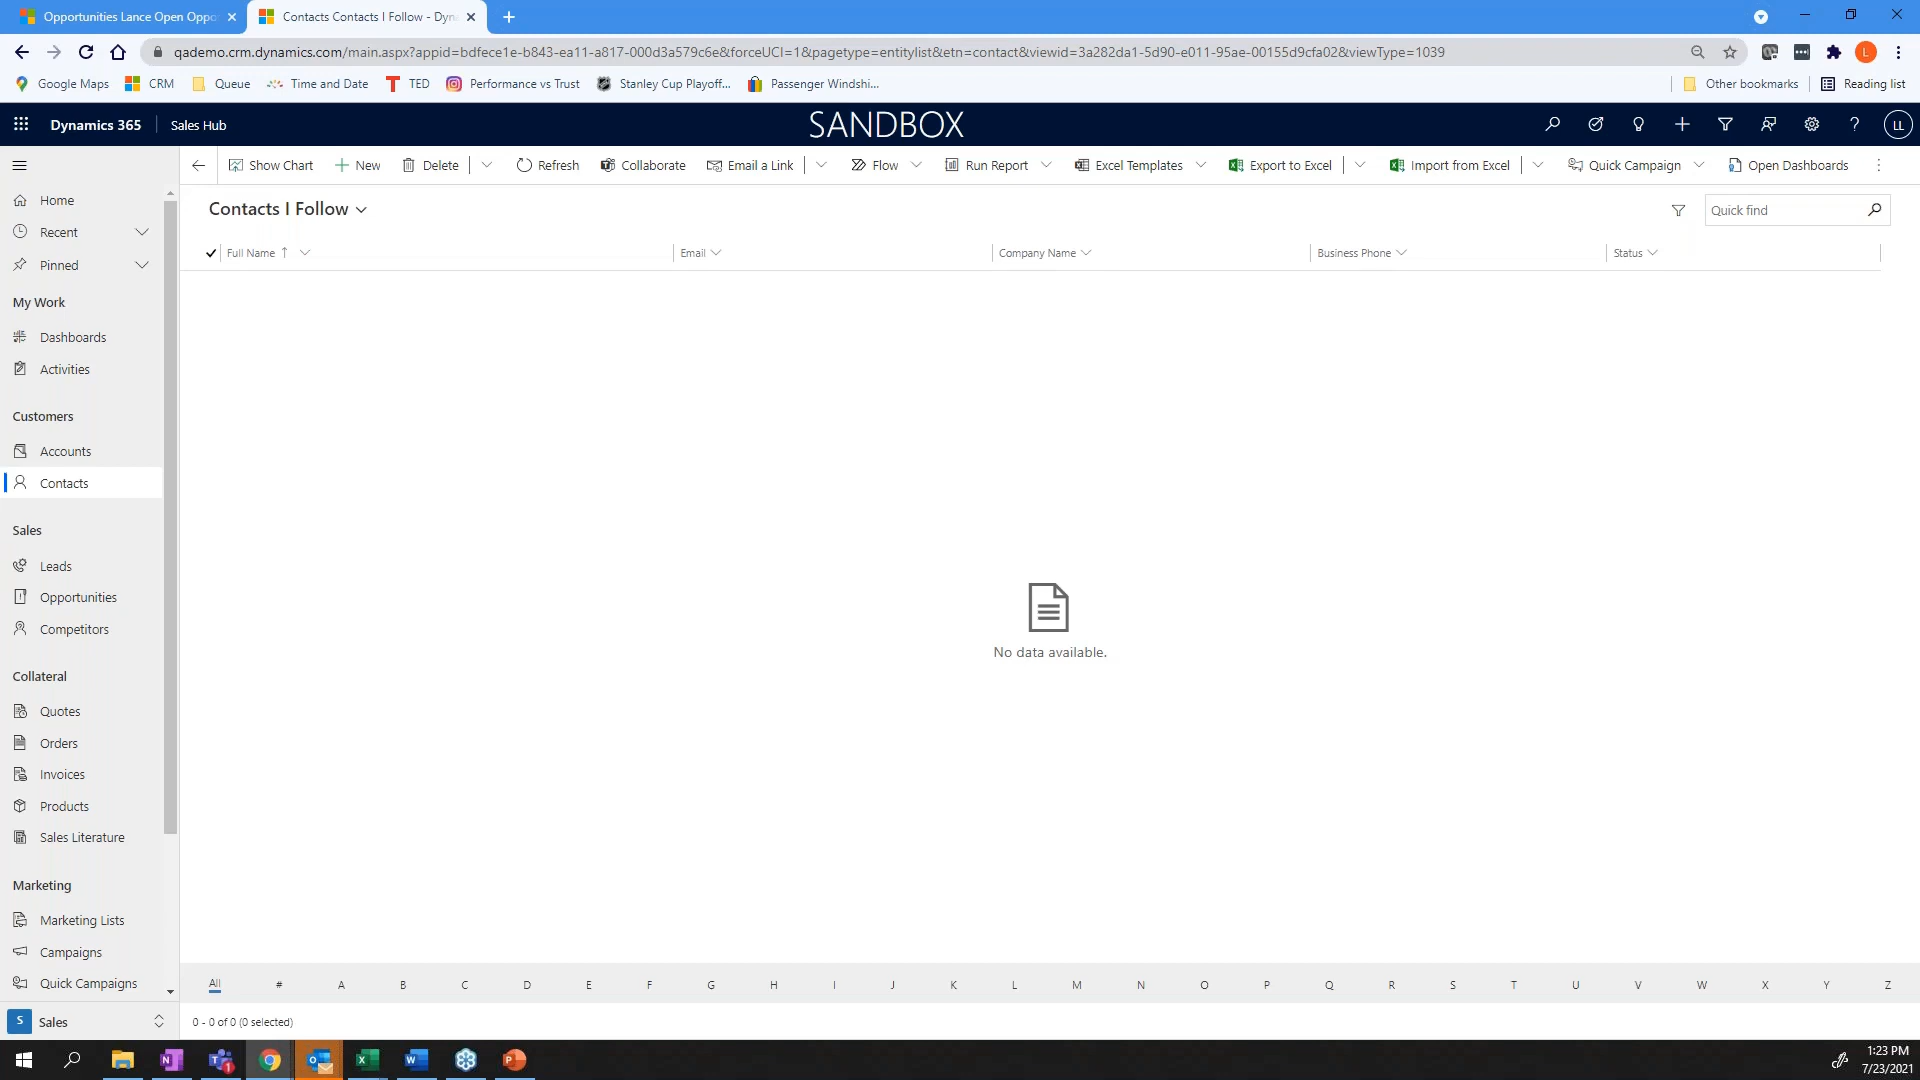 Opportunities Lance Open Oppo
Contacts Contacts I Follow - Dyn
qademo.crm.dynamics.com/main.aspx?appid=bdfece1e-b843-ea11-a817-000d3a579c6e&forceUCI=1&pagetype=entitylist&etn=contact&viewid=3a282da1-5d90-e011-95ae-00155d9cfa02&viewType=1039
L
Google Maps
CRM
Queue
Time and Date
TED
Performance vs Trust
Stanley Cup Playoff...
Passenger Windshi...
Other bookmarks
Reading list
Dynamics 365
Sales Hub
SANDBOX
LL
Show Chart
New
Delete
Refresh
Collaborate
Email a Link
Flow
Run Report
Excel Templates
Export to Excel
Import from Excel
Quick Campaign
Open Dashboards
Home
Recent
Pinned
My Work
Dashboards
Activities
Customers
Accounts
Contacts
Sales
Leads
Opportunities
Competitors
Collateral
Quotes
Orders
Invoices
Products
Sales Literature
Marketing
Marketing Lists
Campaigns
Quick Campaigns
S
Sales
Contacts I Follow
Quick find
Full Name
Email
Company Name
Business Phone
Status
No data available.
All # A B C D E F G H I J K L M N O P Q R S T U V W X Y Z
0 - 0 of 0 (0 selected)
1:23 PM
7/23/2021